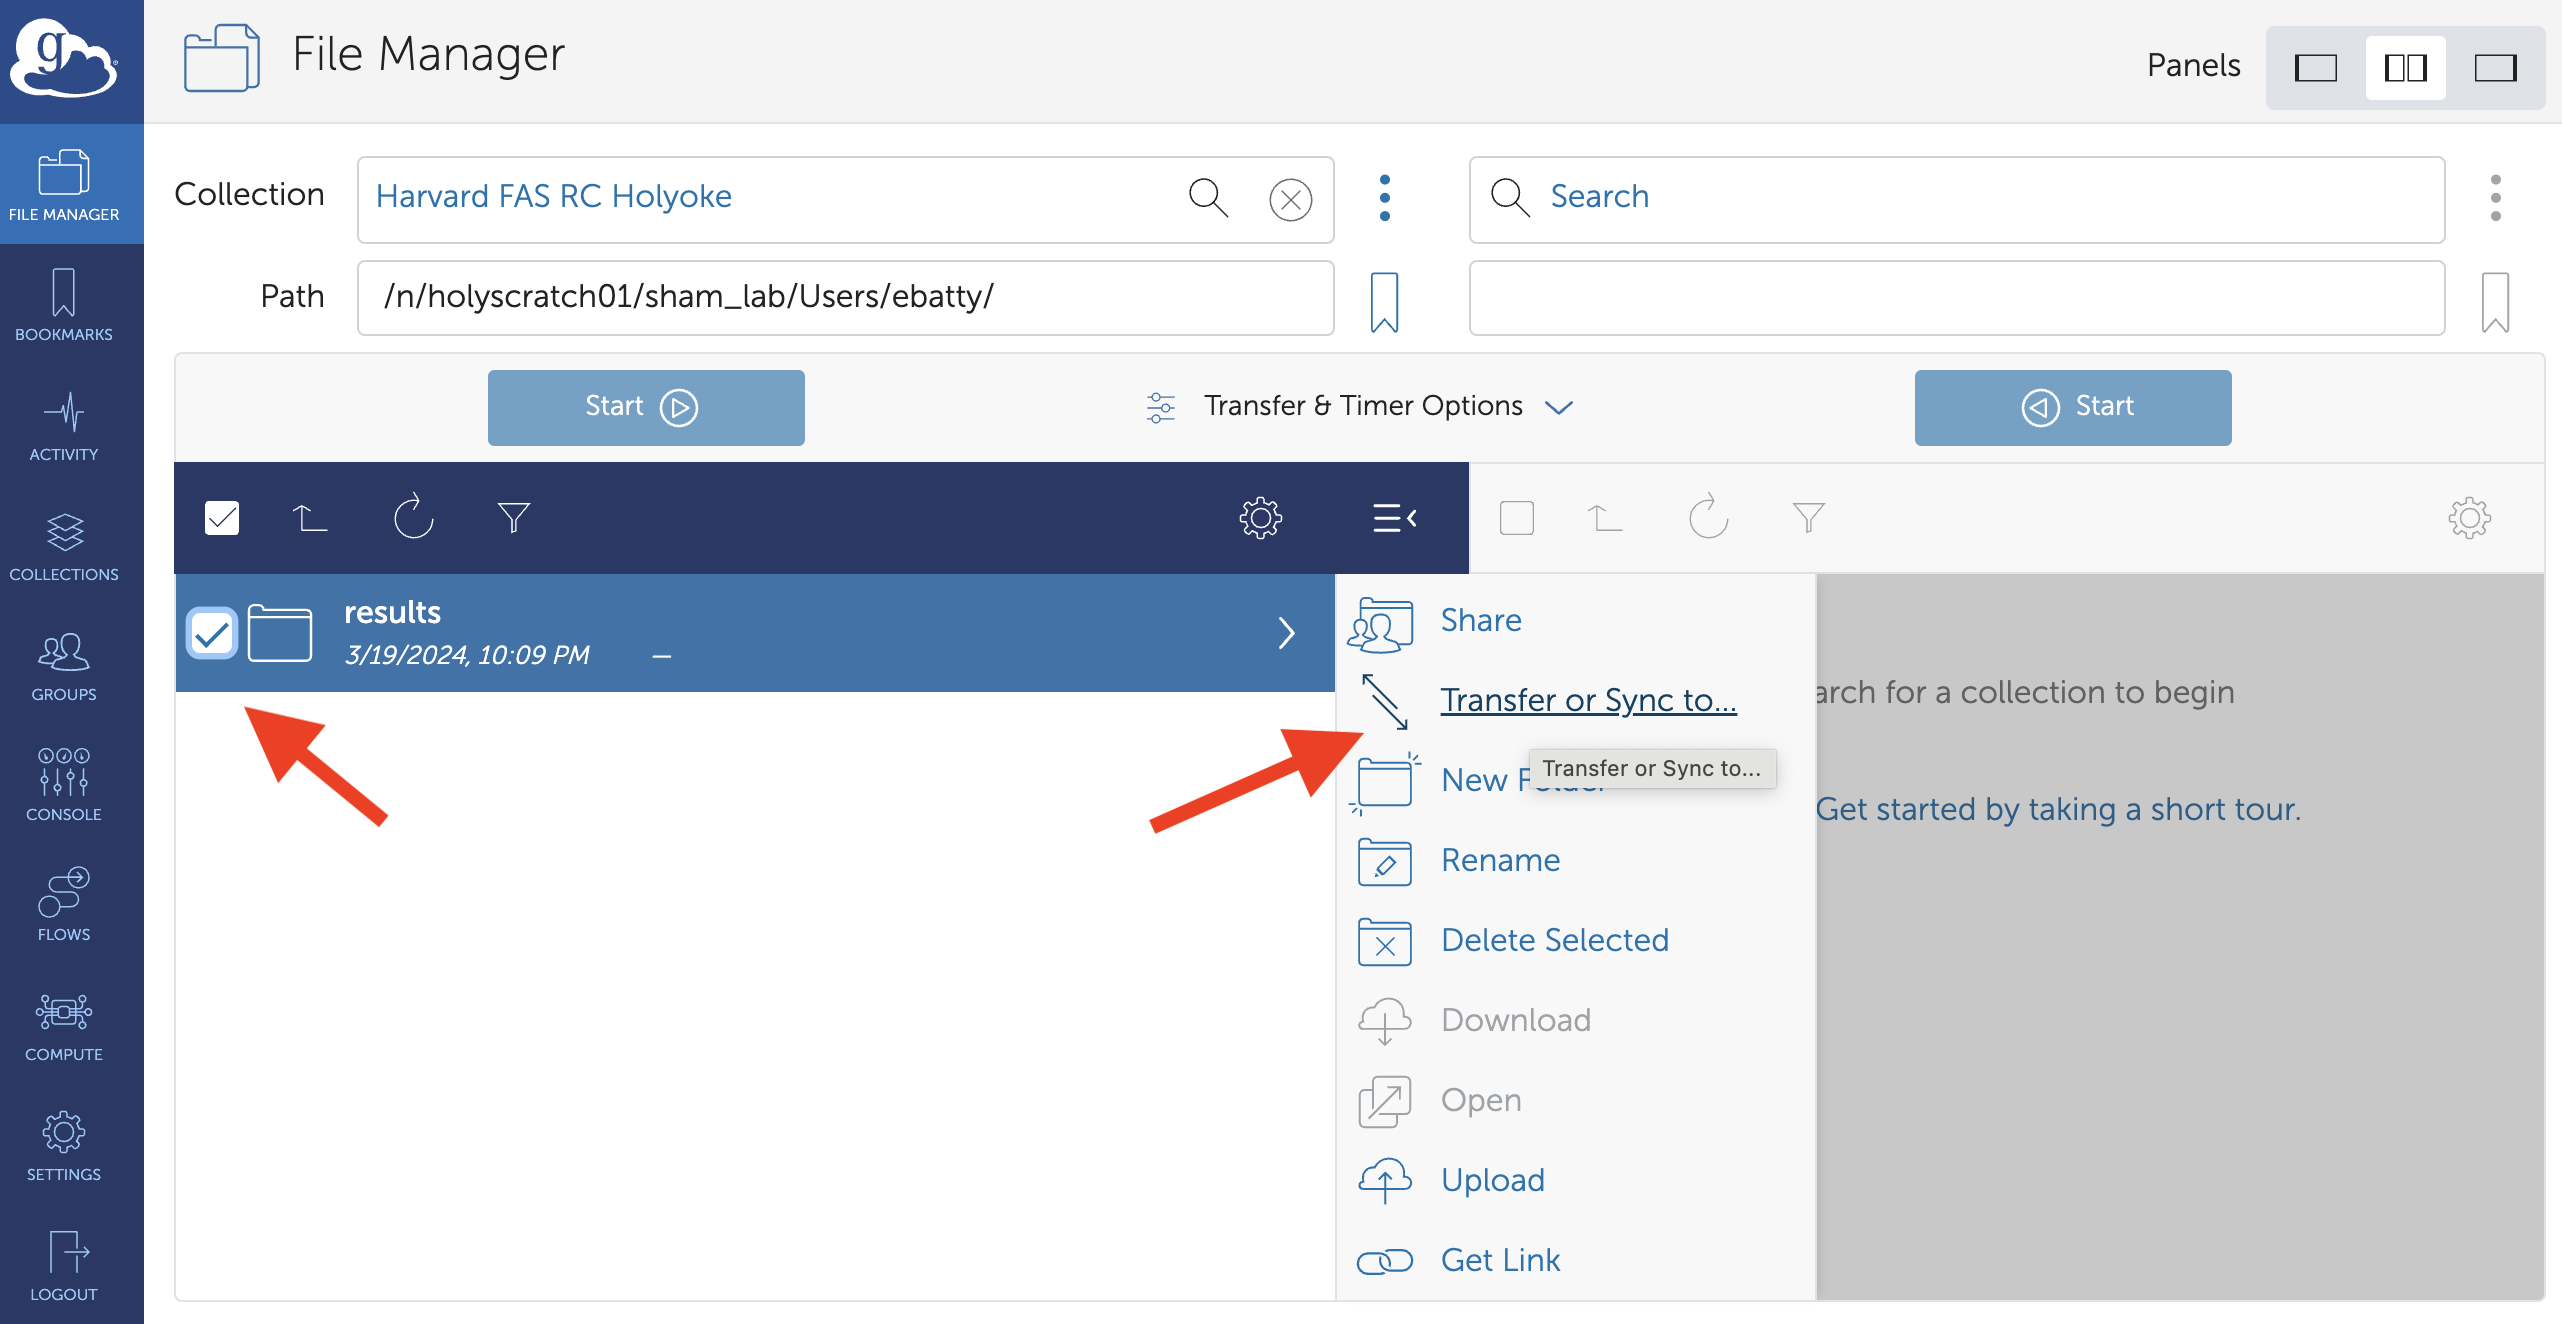 g
File Manager
Panels
FILE MANAGER
BOOKMARKS
ACTIVITY
COLLECTIONS
GROUPS
CONSOLE
FLOWS
COMPUTE
SETTINGS
LOGOUT
Collection
Harvard FAS RC Holyoke
Search
Path
/n/holyscratch01/sham_lab/Users/ebatty/
Start
Transfer & Timer Options
Start
results
3/19/2024, 10:09 PM –
Share
Transfer or Sync to...
Transfer or Sync to...
New Folder
Rename
Delete Selected
Download
Open
Upload
Get Link
arch for a collection to begin
Get started by taking a short tour.